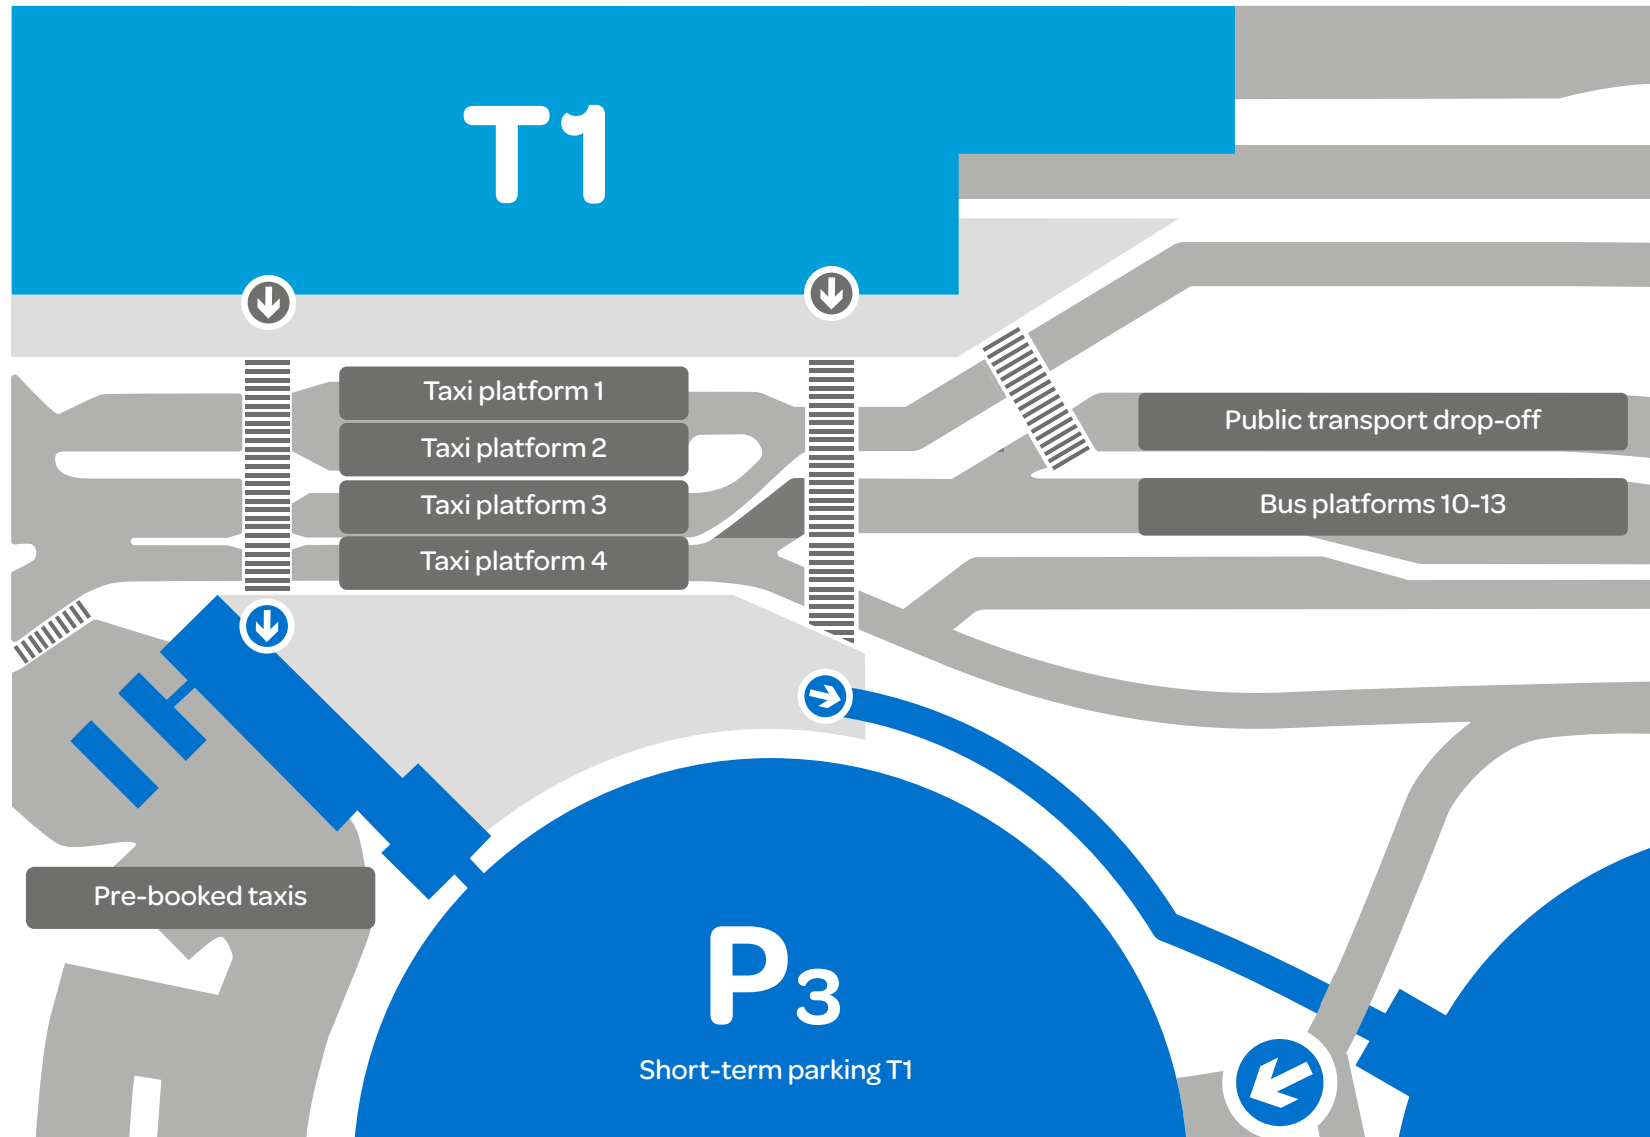 T1
Taxi platform 1
Taxi platform 2
Taxi platform 3
Taxi platform 4
Public transport drop-off
Bus platforms 10-13
Pre-booked taxis
P3
Short-term parking T1